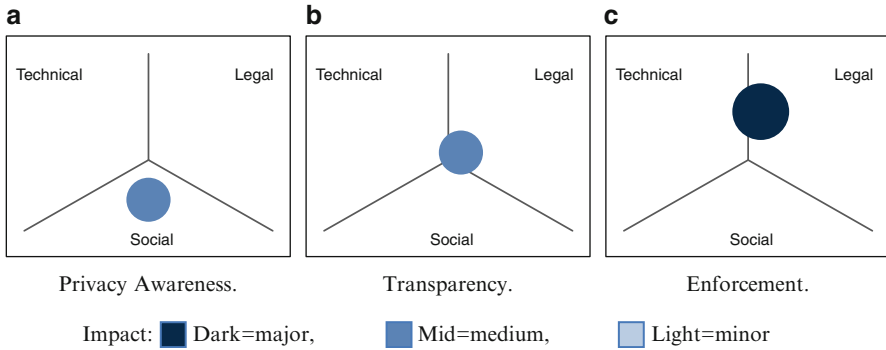 a
b
c
Technical
Legal
Technical
Legal
Technical
Legal
Social
Social
Social
Privacy Awareness.
Transparency.
Enforcement.
Impact: Dark=major, Mid=medium, Light=minor